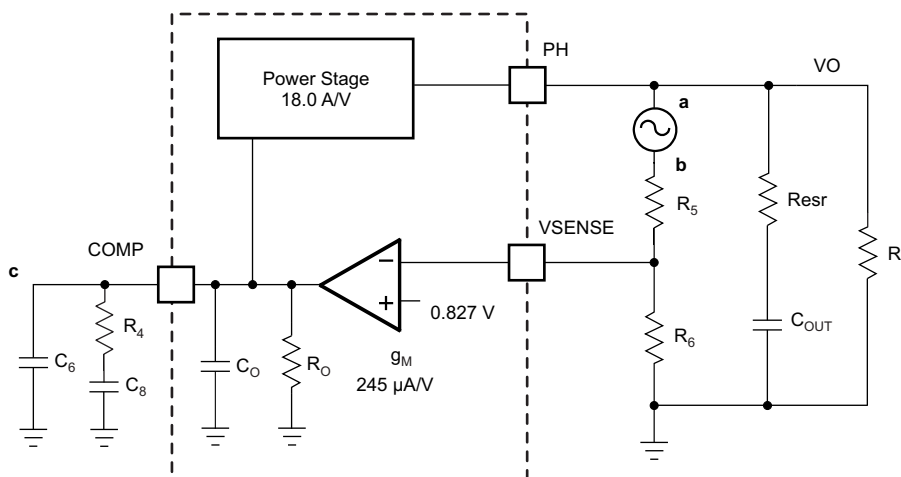 PH
VO
Power Stage
18.0 A/V
a
b
R5
Resr
VSENSE
COMP
R
c
0.827 V
R4
R6
COUT
gM
C6
CO
RO
245 µA/V
C8